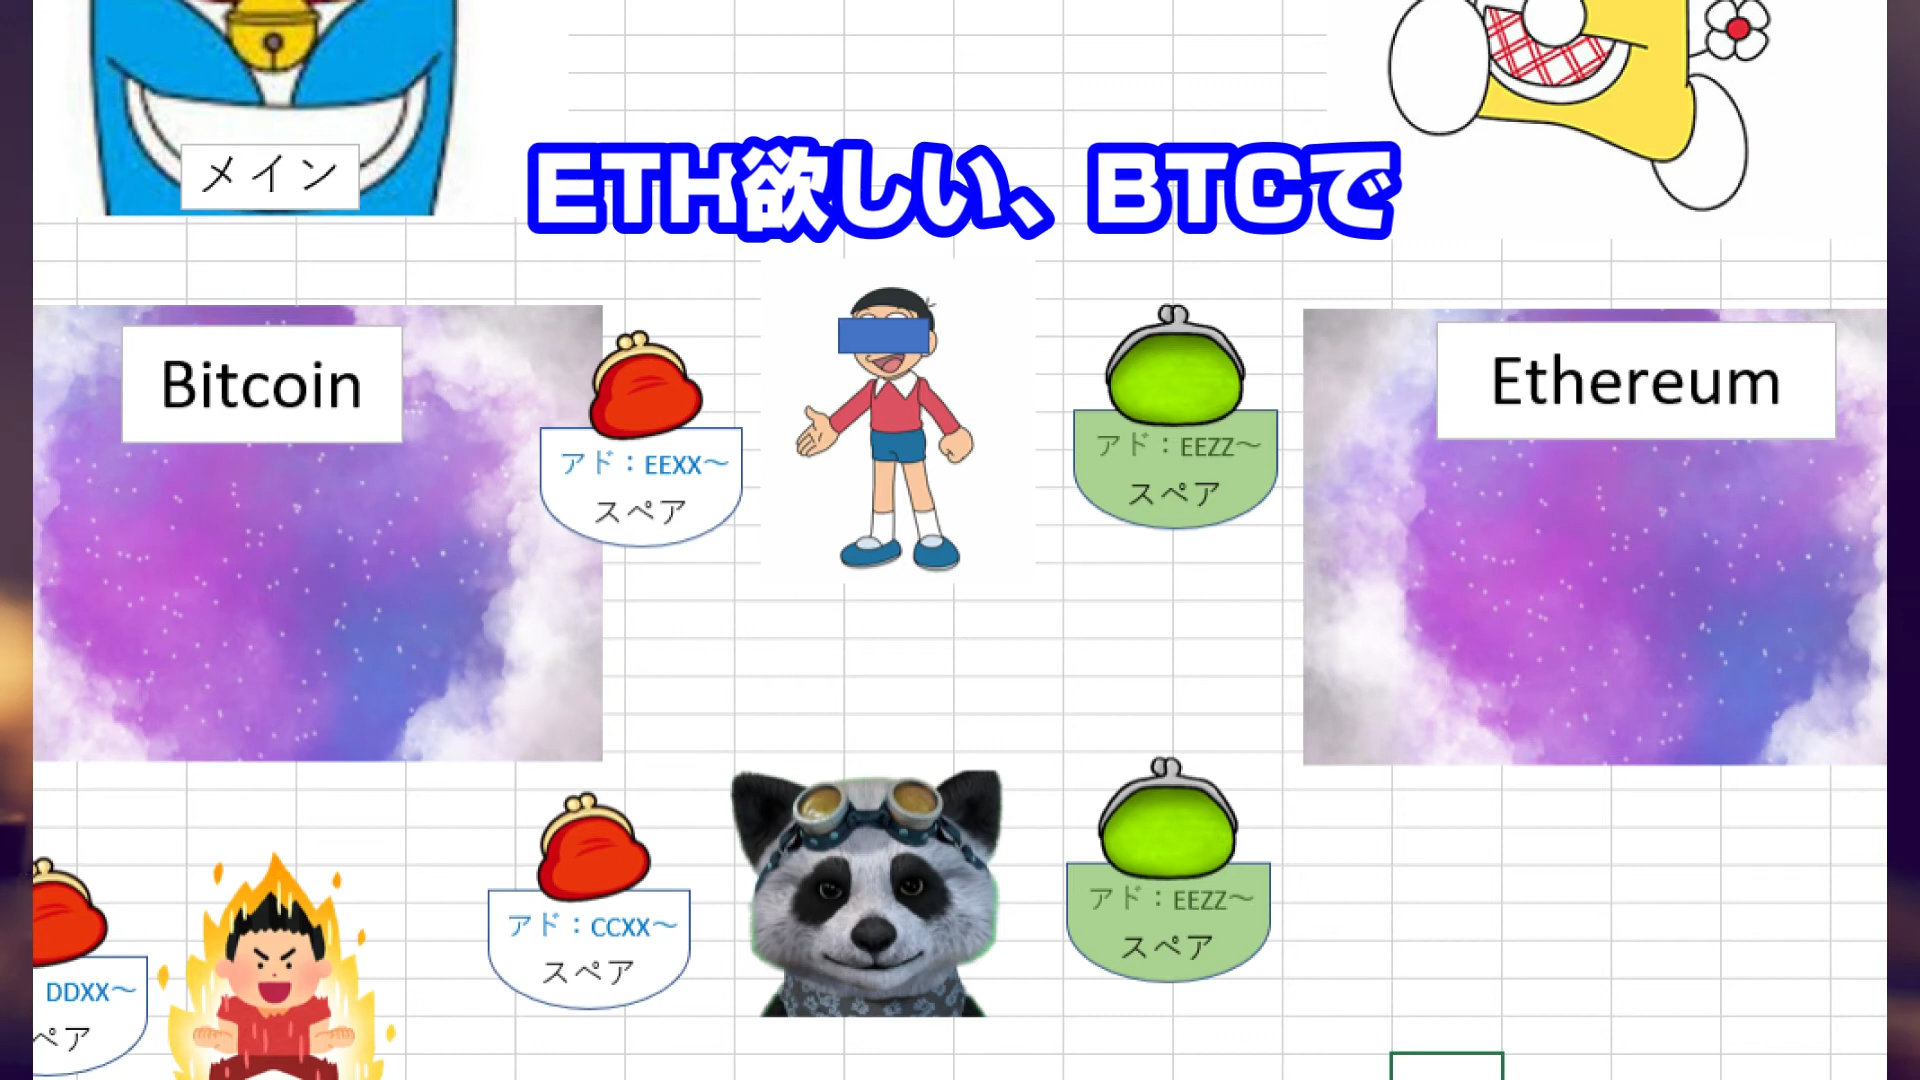 メイン
ETH欲しい、BTCで
Bitcoin
Ethereum
アド：EEXX～
スペア
アド：EEZZ～
スペア
アド：CCXX～
スペア
アド：EEZZ～
スペア
DDXX～
ペア